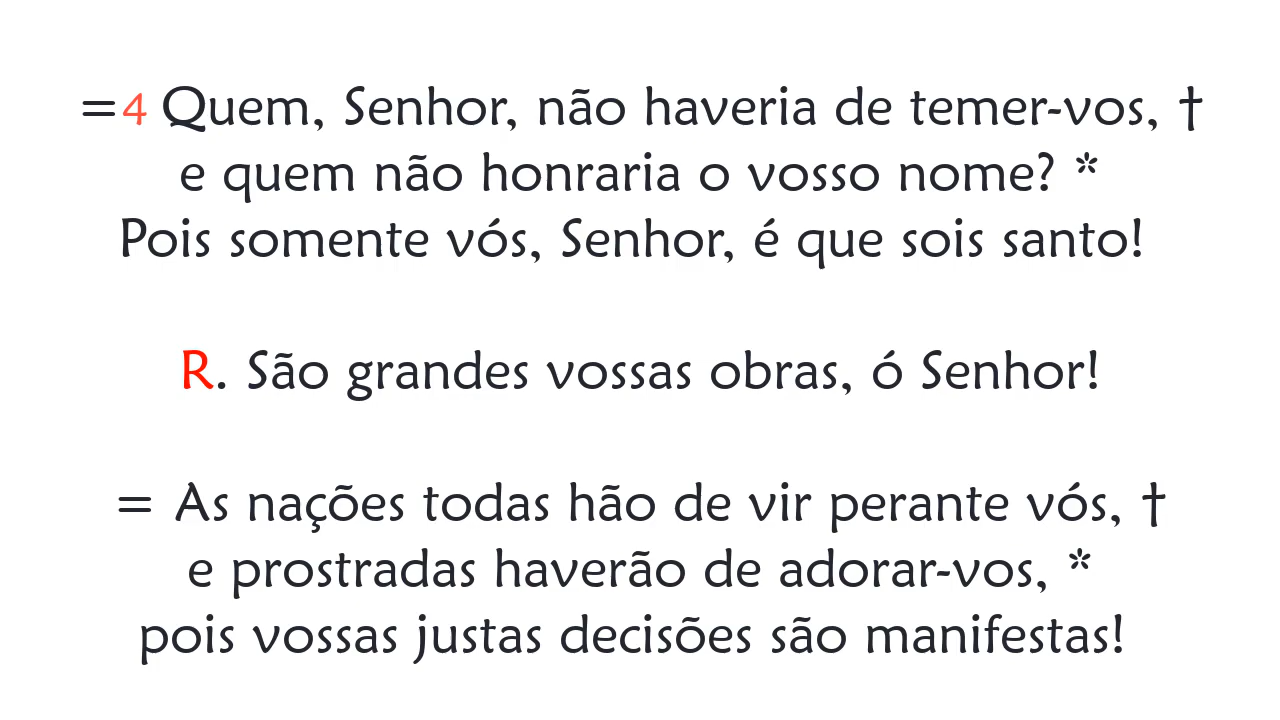 =4 Quem, Senhor, não haveria de temer-vos, †
e quem não honraria o vosso nome? *
Pois somente vós, Senhor, é que sois santo!
R. São grandes vossas obras, ó Senhor!
= As nações todas hão de vir perante vós, †
e prostradas haverão de adorar-vos, *
pois vossas justas decisões são manifestas!